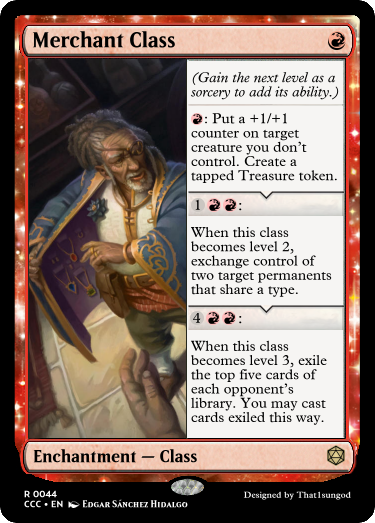 Merchant Class
(Gain the next level as a
sorcery to add its ability.)
: Put a +1/+1
counter on target
creature you don't
control. Create a
tapped Treasure token.
1 :
When this class
becomes level 2,
exchange control of
two target permanents
that share a type.
4 :
When this class
becomes level 3, exile
the top five cards of
each opponent's
library. You may cast
cards exiled this way.
Enchantment — Class
R 0044
CCC • EN EDGAR SÁNCHEZ HIDALGO
Designed by That1sungod